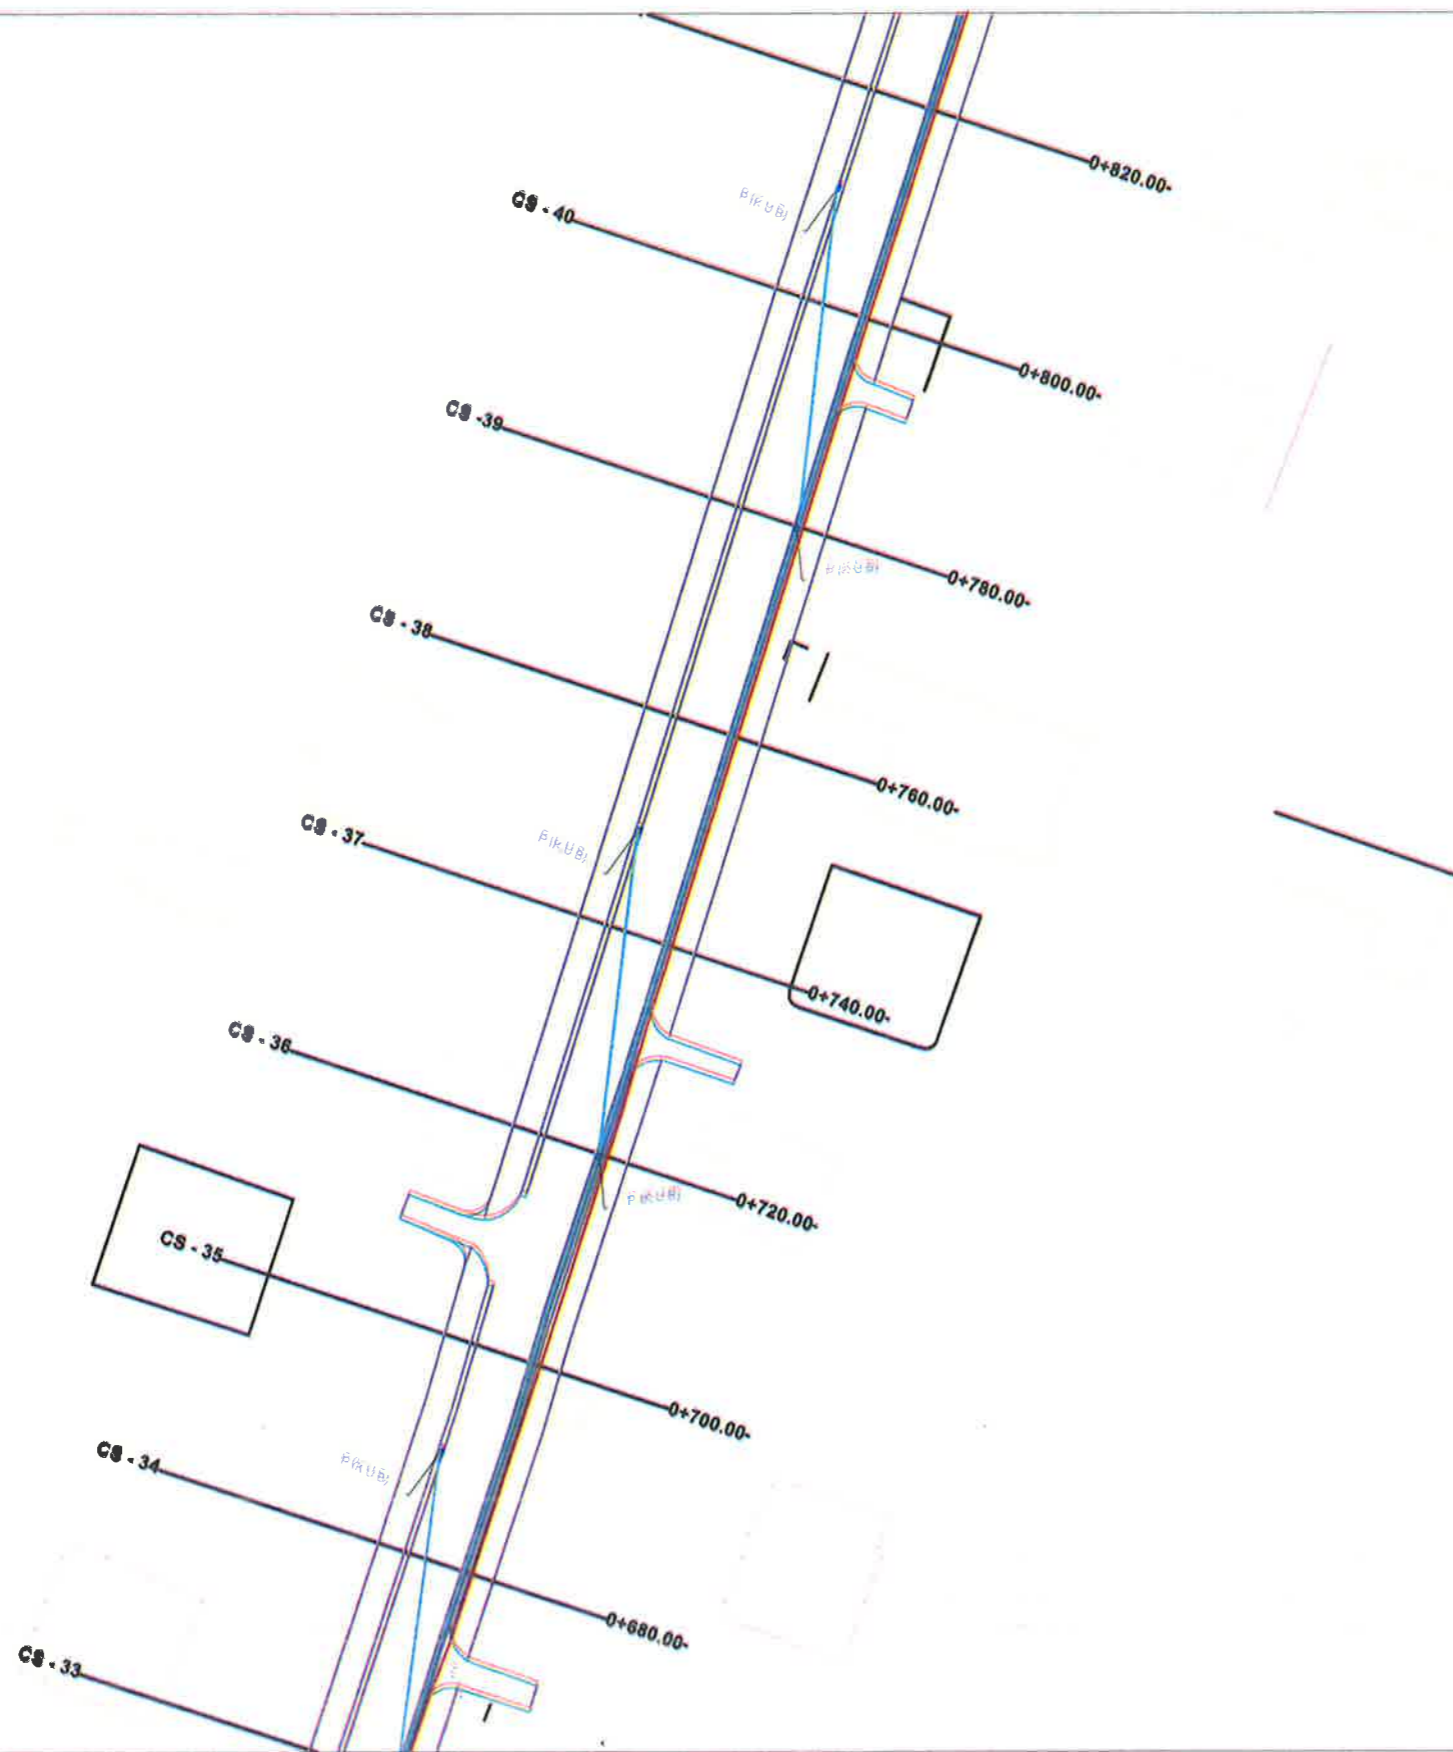 0+820.00-
CS - 40
0+800.00-
CS -39
0+780.00-
CS - 38
0+760.00-
CS - 37
0+740.00-
CS - 36
0+720.00-
CS - 35
0+700.00-
CS - 34
0+680.00-
CS - 33